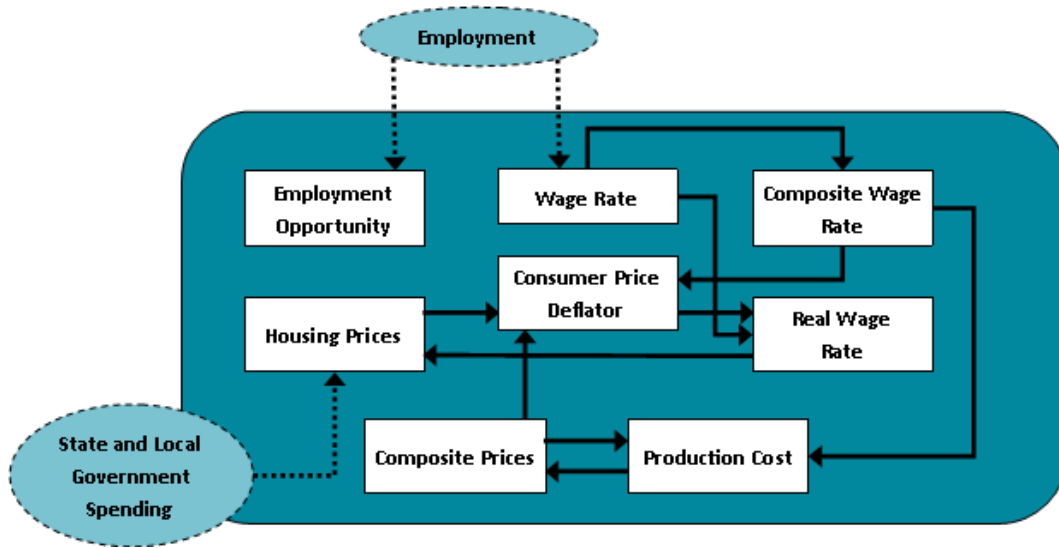 Employment
Employment
Opportunity
Wage Rate
Composite Wage
Rate
Consumer Price
Deflator
Housing Prices
Real Wage
Rate
State and Local
Government
Spending
Composite Prices
Production Cost